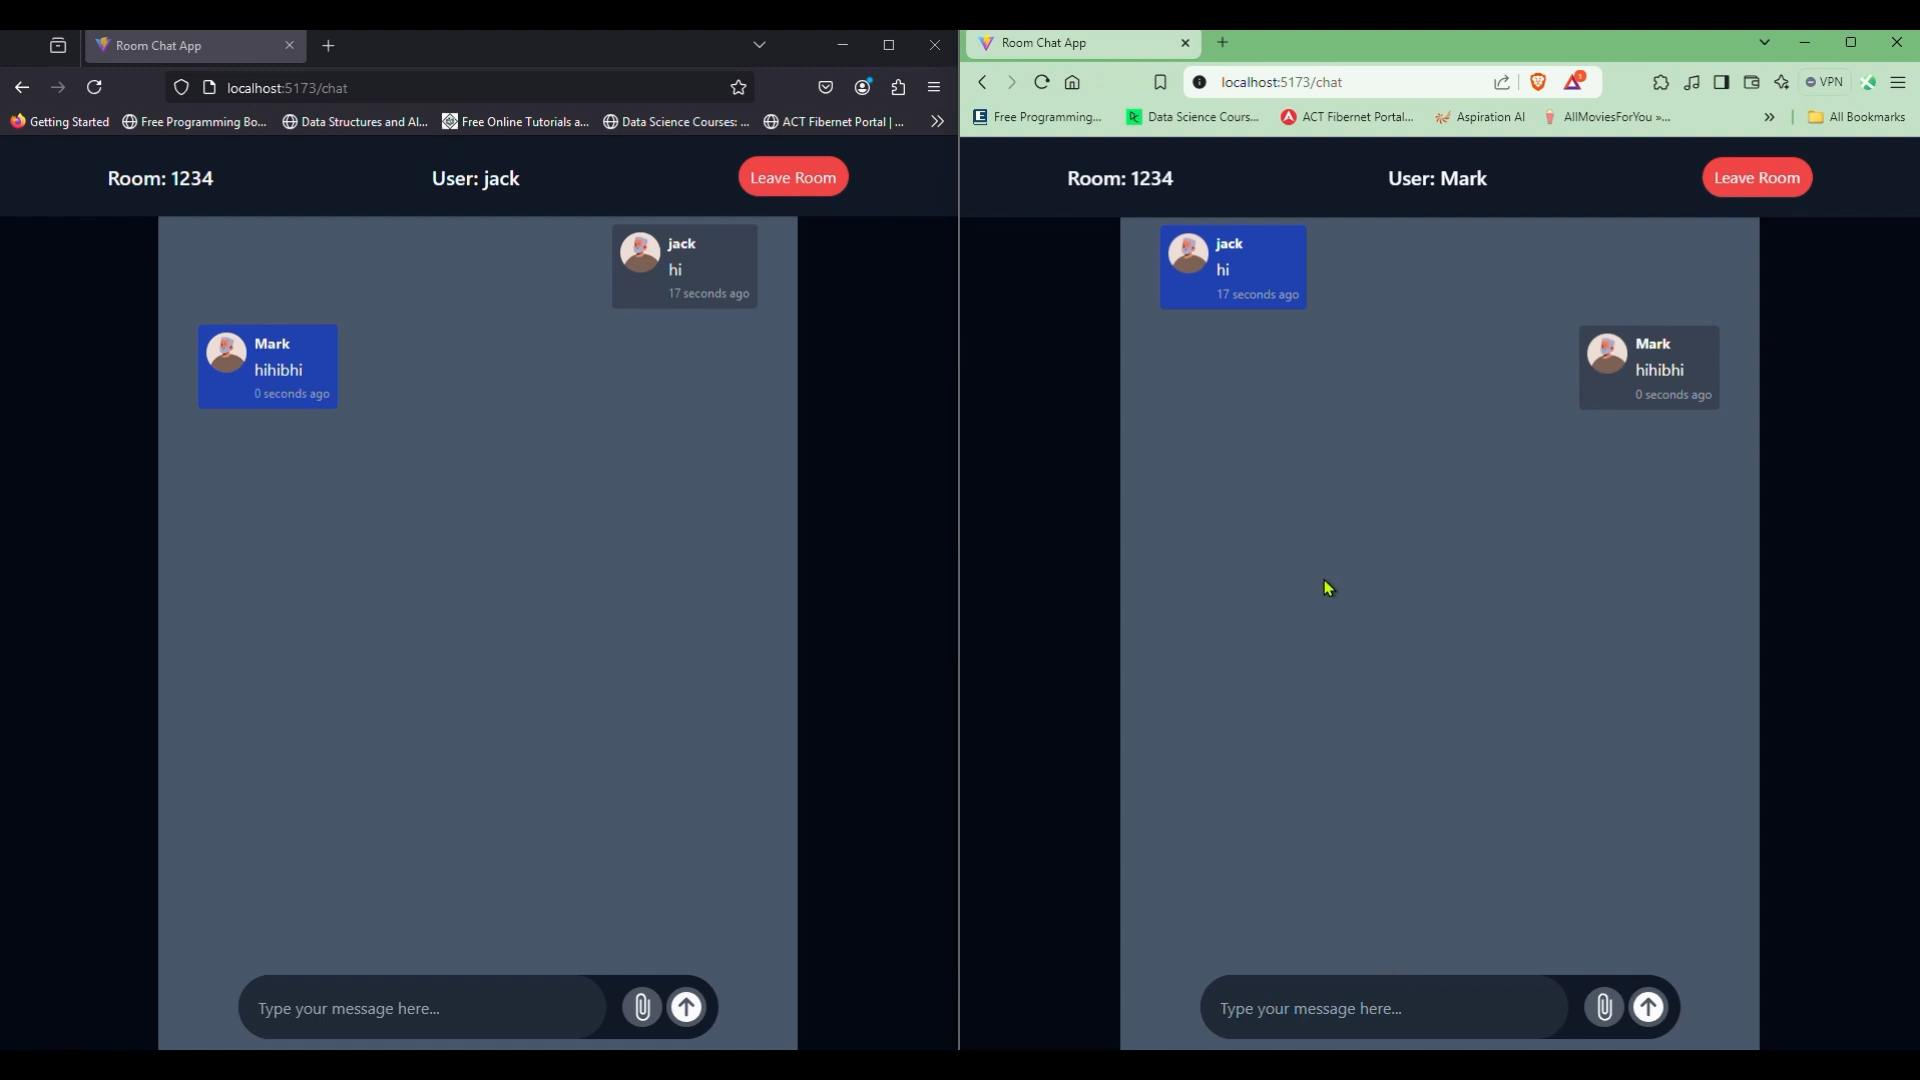 Room Chat App
localhost:5173/chat
Getting Started
Free Programming Bo...
Data Structures and Al...
Free Online Tutorials a...
Data Science Courses: ...
ACT Fibernet Portal | ...
Room: 1234
User: jack
Leave Room
jack
hi
17 seconds ago
Mark
hihibhi
0 seconds ago
Type your message here...
Room Chat App
localhost:5173/chat
1
VPN
Free Programming...
Data Science Cours...
ACT Fibernet Portal...
Aspiration AI
AllMoviesForYou »...
All Bookmarks
Room: 1234
User: Mark
Leave Room
jack
hi
17 seconds ago
Mark
hihibhi
0 seconds ago
Type your message here...